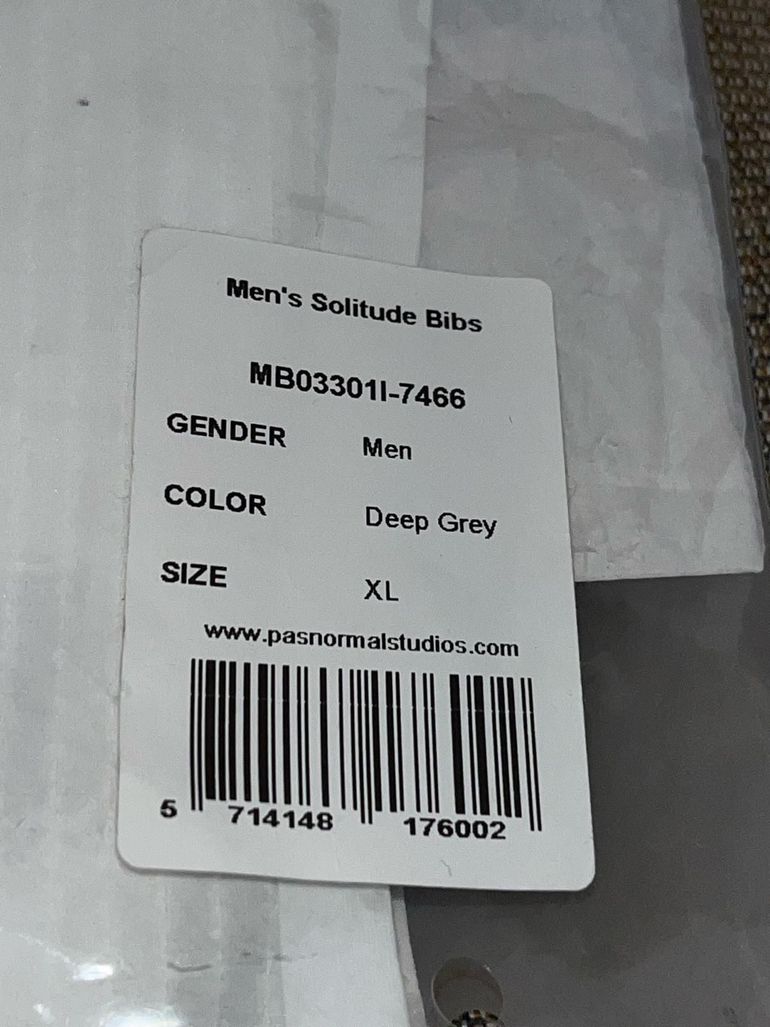 Men's Solitude Bibs
MB03301I-7466
GENDER Men
COLOR Deep Grey
SIZE XL
www.pasnormalstudios.com
5 714148 176002